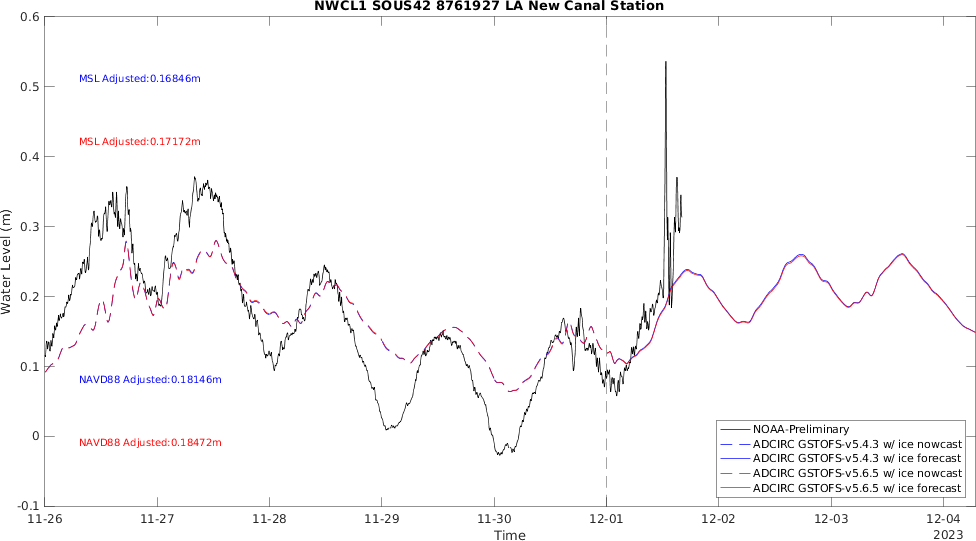 NWCL1 SOUS42 8761927 LA New Canal Station
0.6
0.5
0.4
0.3
0.2
0.1
0
-0.1
Water Level (m)
MSL Adjusted:0.16846m
MSL Adjusted:0.17172m
NAVD88 Adjusted:0.18146m
NAVD88 Adjusted:0.18472m
NOAA-Preliminary
ADCIRC GSTOFS-v5.4.3 w/ ice nowcast
ADCIRC GSTOFS-v5.4.3 w/ ice forecast
ADCIRC GSTOFS-v5.6.5 w/ ice nowcast
ADCIRC GSTOFS-v5.6.5 w/ ice forecast
11-26 11-27 11-28 11-29 11-30 12-01 12-02 12-03 12-04
Time
2023